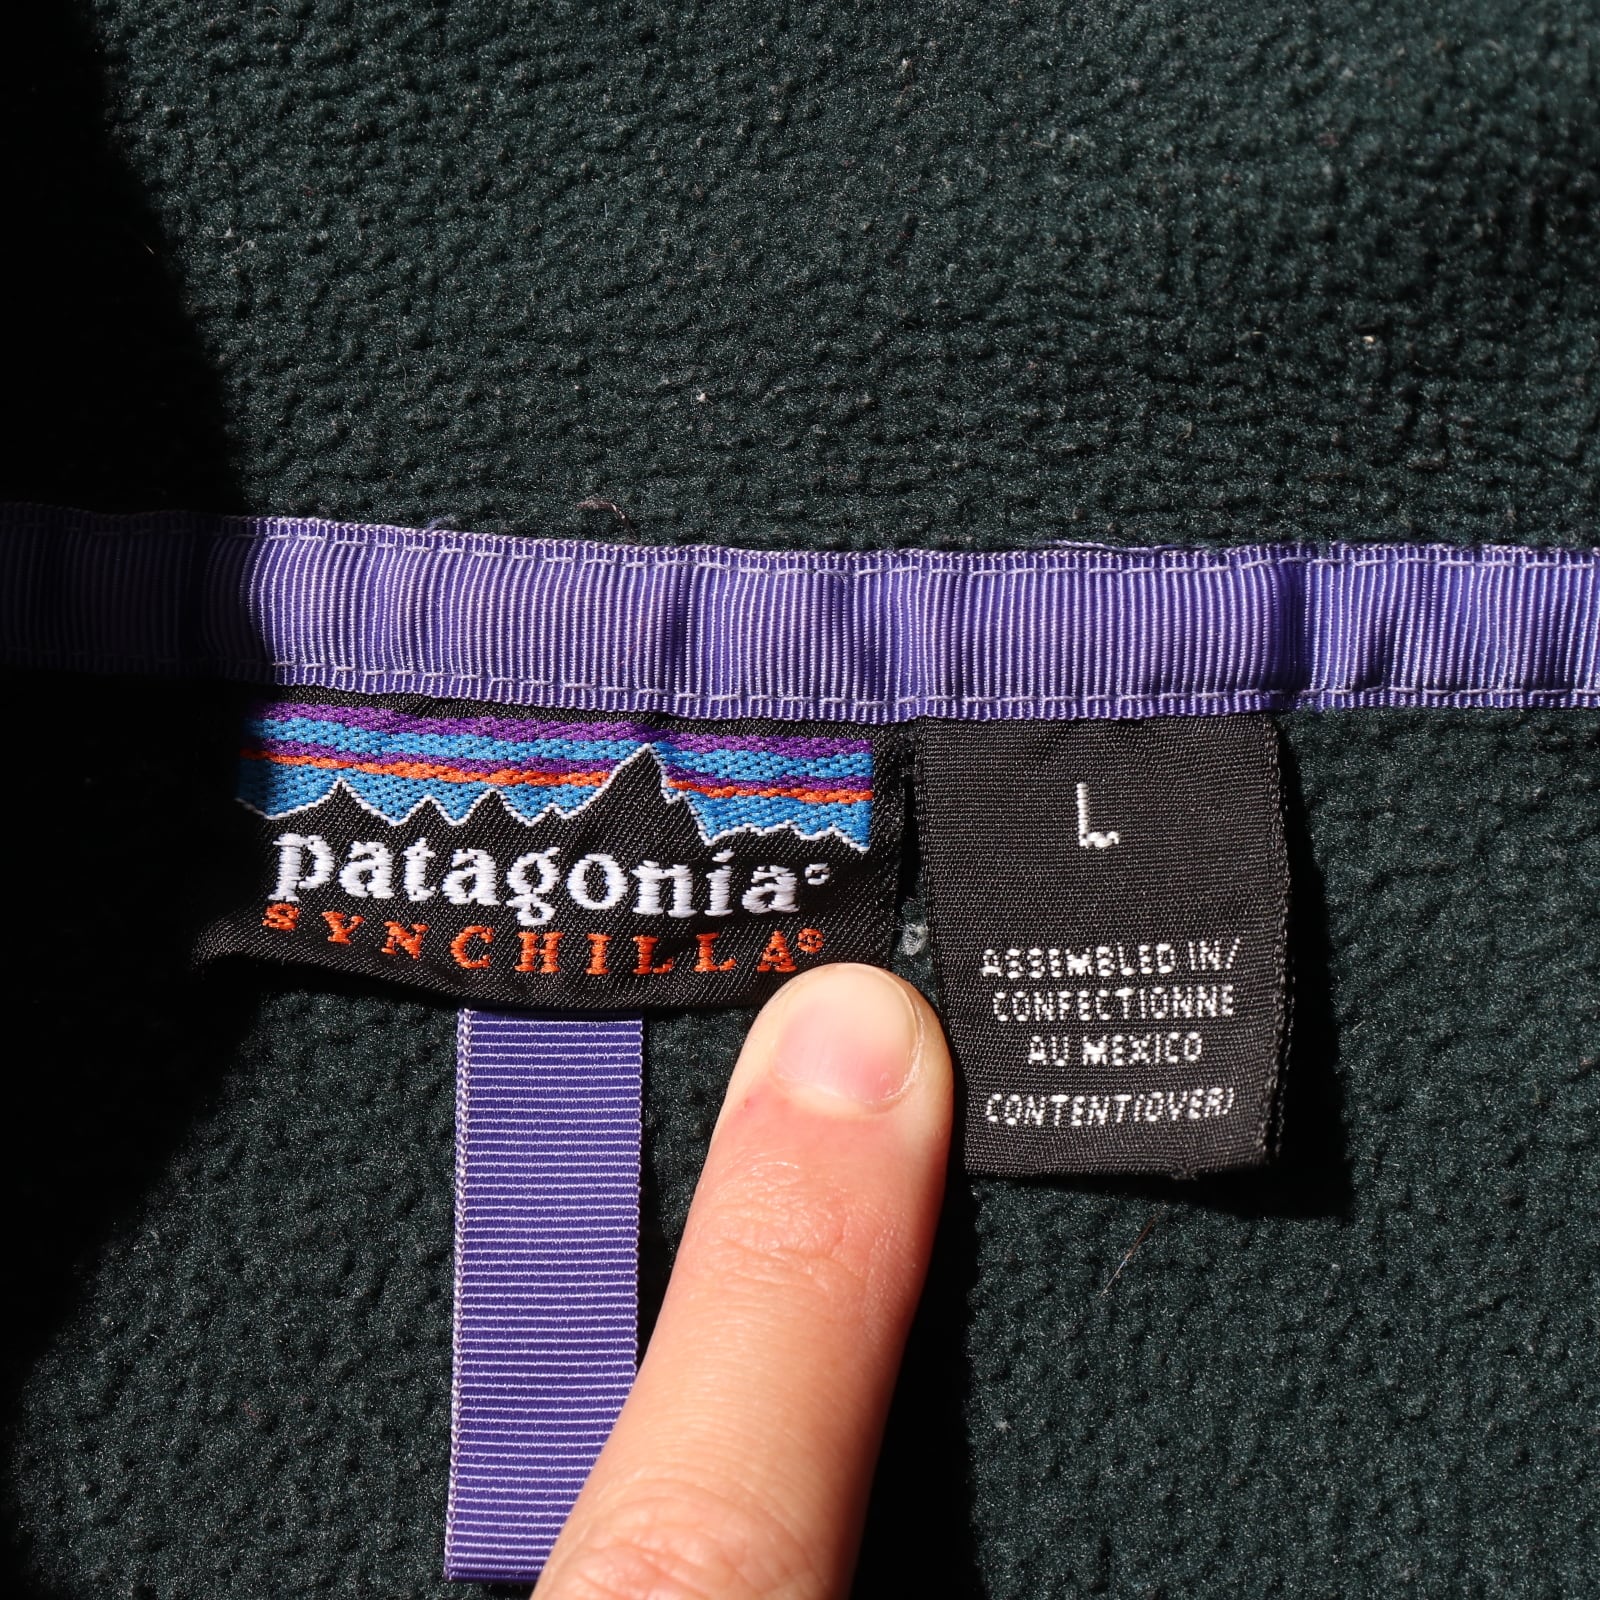 patagonia®
SYNCHILLA®
L
ASSEMBLED IN/
CONFECTIONNE
AU MEXICO
CONTENT(OVER)